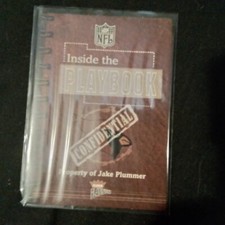 NFL
Inside the
PLAYBOOK
CONFIDENTIAL
Property of Jake Plummer